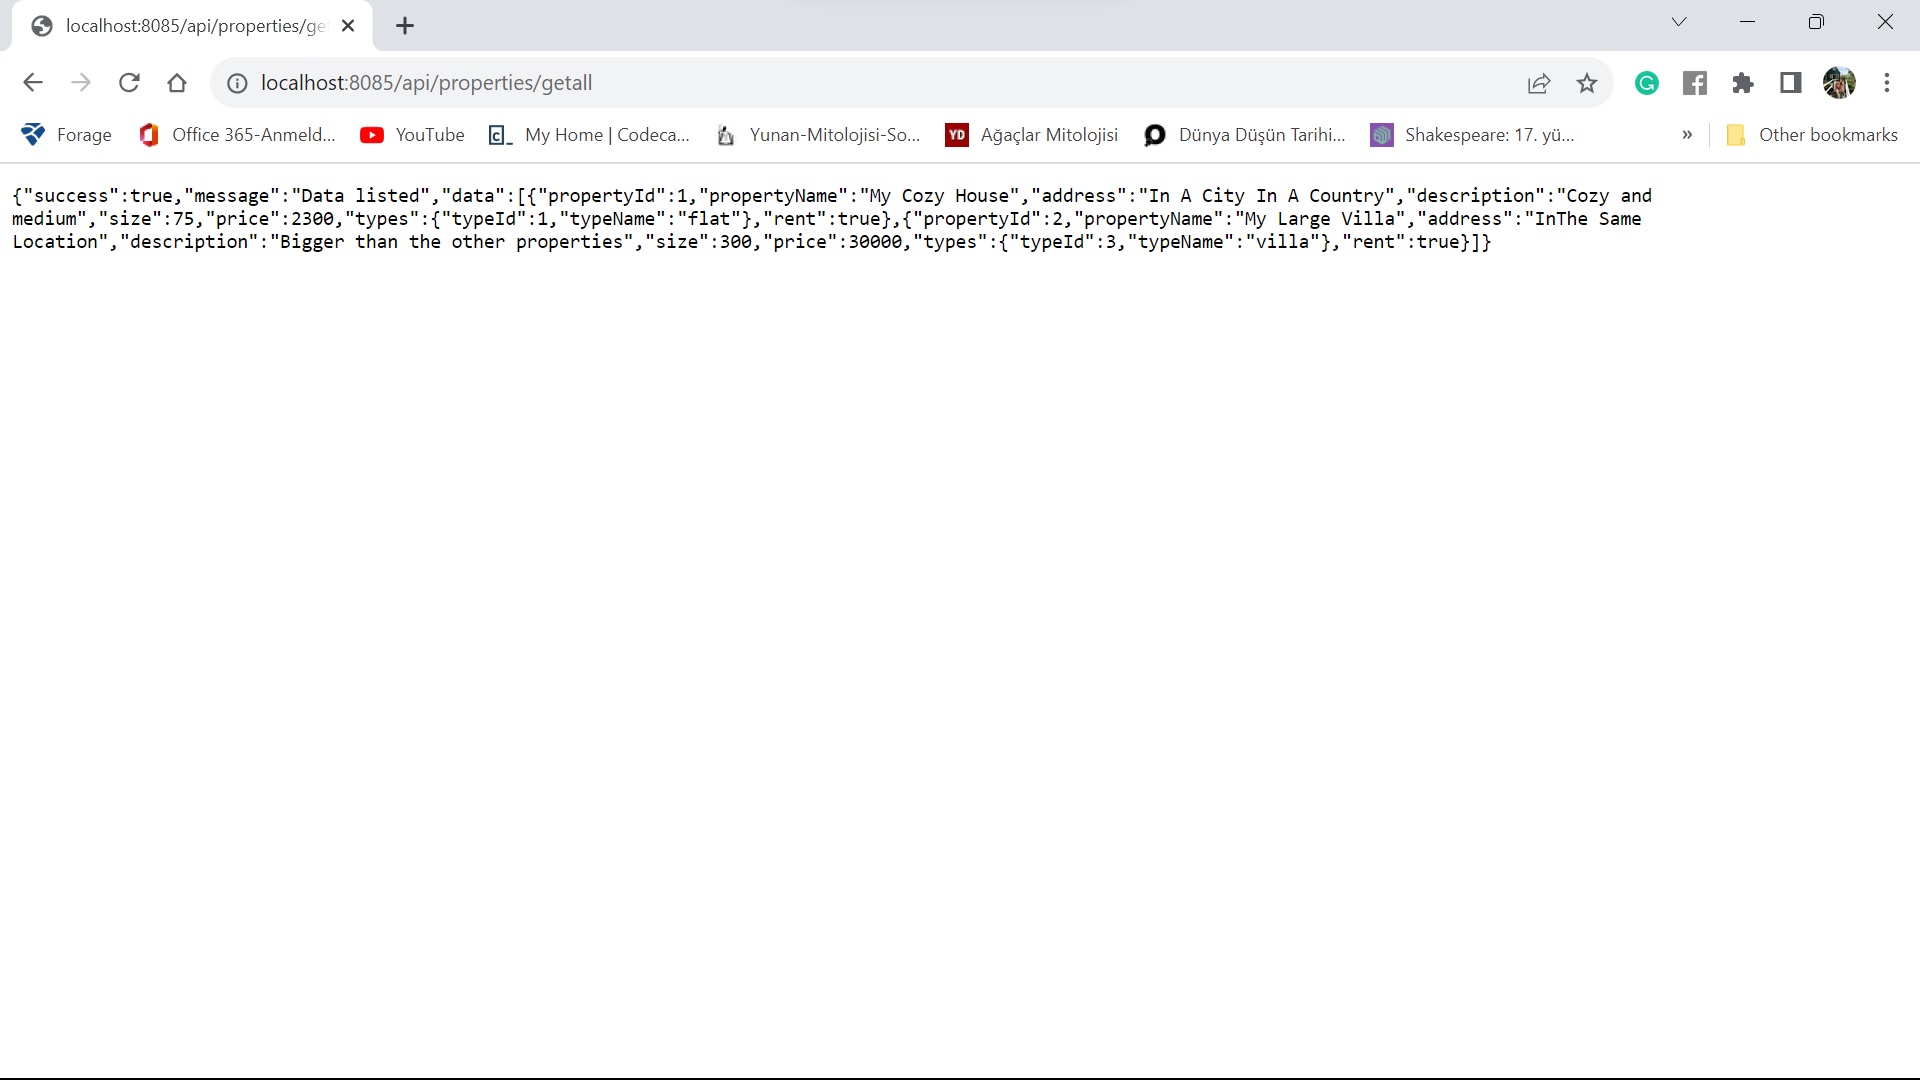 localhost:8085/api/properties/ge
localhost:8085/api/properties/getall
Forage Office 365-Anmeld... YouTube My Home | Codeca... Yunan-Mitolojisi-So... YD Ağaçlar Mitolojisi Dünya Düşün Tarihi... Shakespeare: 17. yü... » Other bookmarks
{"success":true,"message":"Data listed","data":[{"propertyId":1,"propertyName":"My Cozy House","address":"In A City In A Country","description":"Cozy and
medium","size":75,"price":2300,"types":{"typeId":1,"typeName":"flat"},"rent":true},{"propertyId":2,"propertyName":"My Large Villa","address":"InThe Same
Location","description":"Bigger than the other properties","size":300,"price":30000,"types":{"typeId":3,"typeName":"villa"},"rent":true}]}